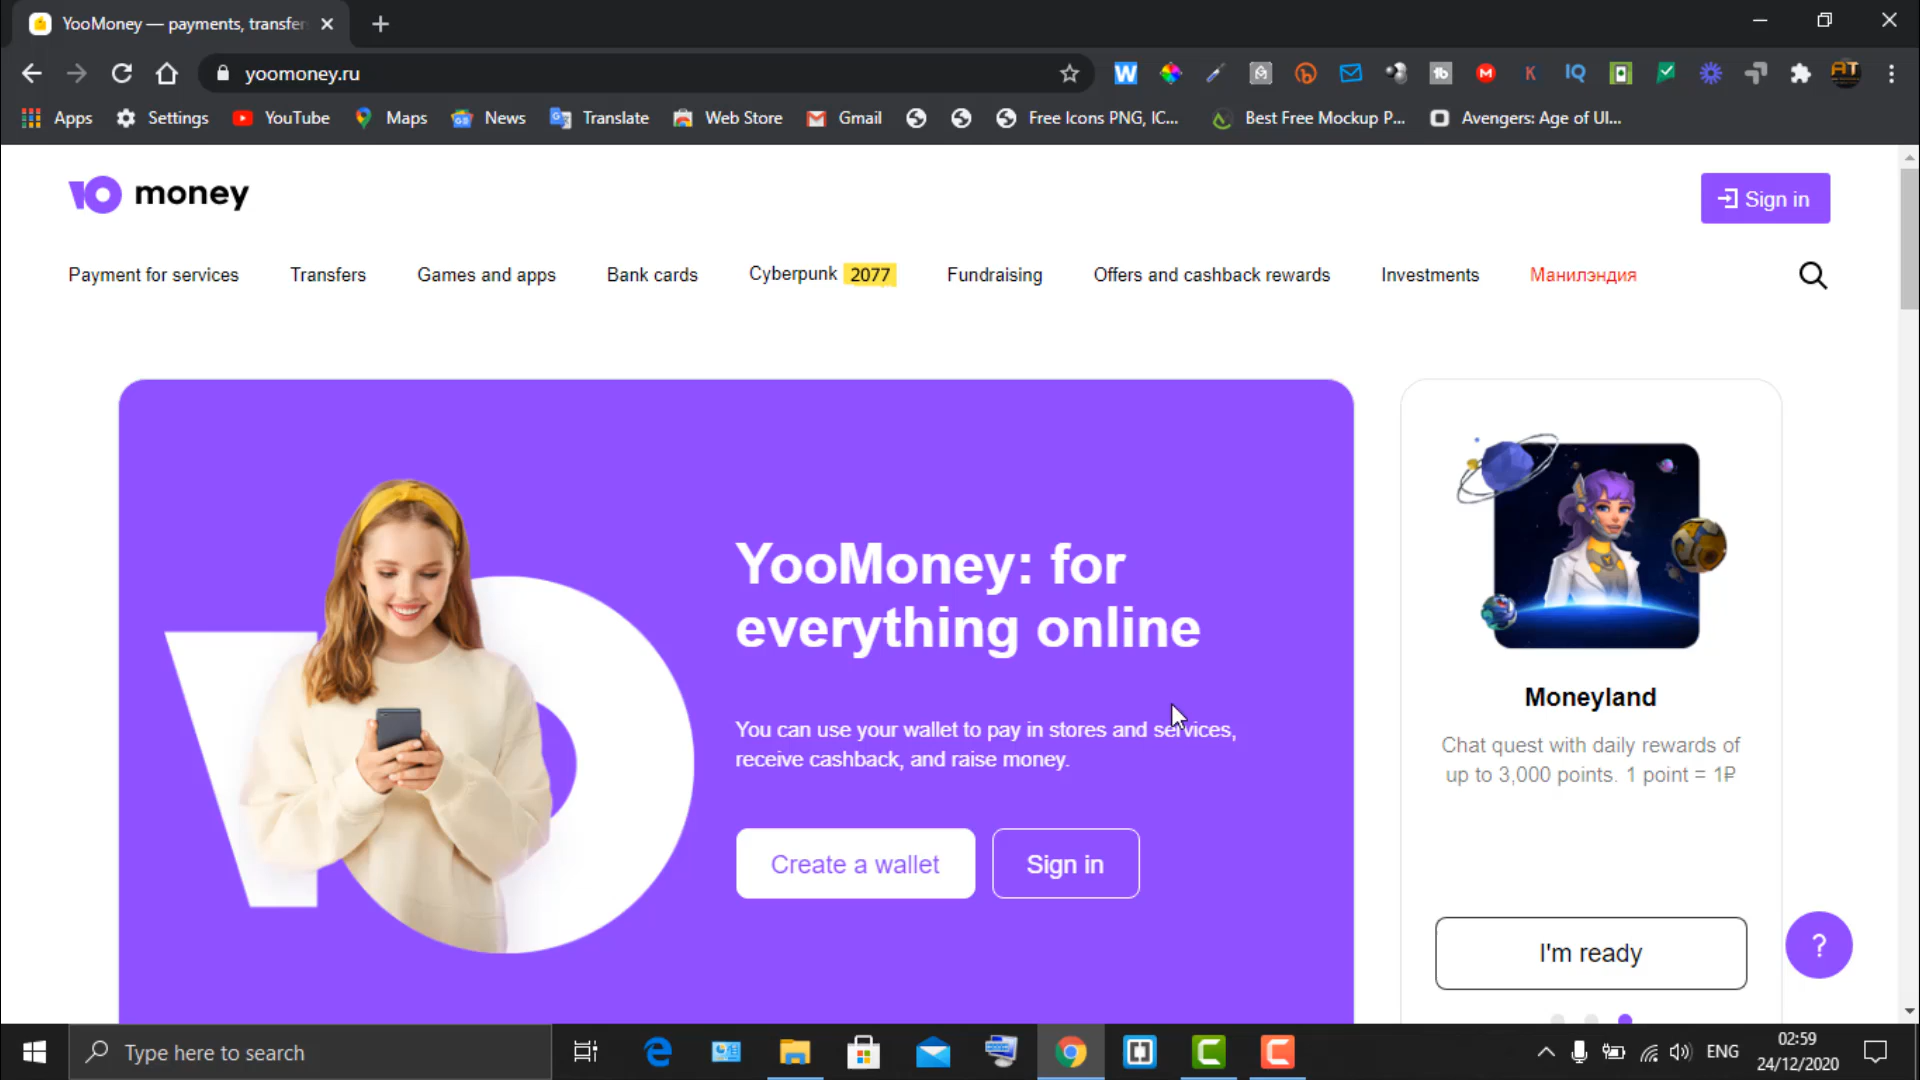 YooMoney — payments, transfer
yoomoney.ru
Apps
Settings
YouTube
Maps
News
Translate
Web Store
Gmail
Free Icons PNG, IC...
Best Free Mockup P...
Avengers: Age of Ul...
money
Sign in
Payment for services
Transfers
Games and apps
Bank cards
Cyberpunk 2077
Fundraising
Offers and cashback rewards
Investments
Манилэндия
YooMoney: for
everything online
You can use your wallet to pay in stores and services,
receive cashback, and raise money.
Create a wallet
Sign in
Moneyland
Chat quest with daily rewards of
up to 3,000 points. 1 point = 1₽
I'm ready
?
Type here to search
ENG
02:59
24/12/2020